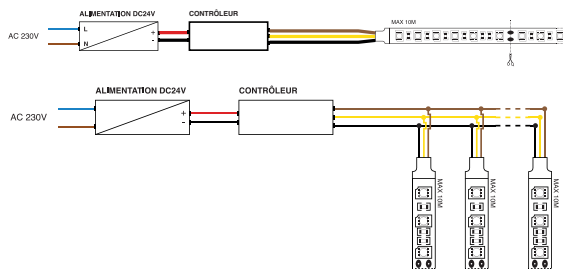 ALIMENTATION DC24V
CONTRÔLEUR
MAX 10M
AC 230V
L
N
+
-
ALIMENTATION DC24V
CONTRÔLEUR
AC 230V
+
-
MAX 10M
MAX 10M
MAX 10M